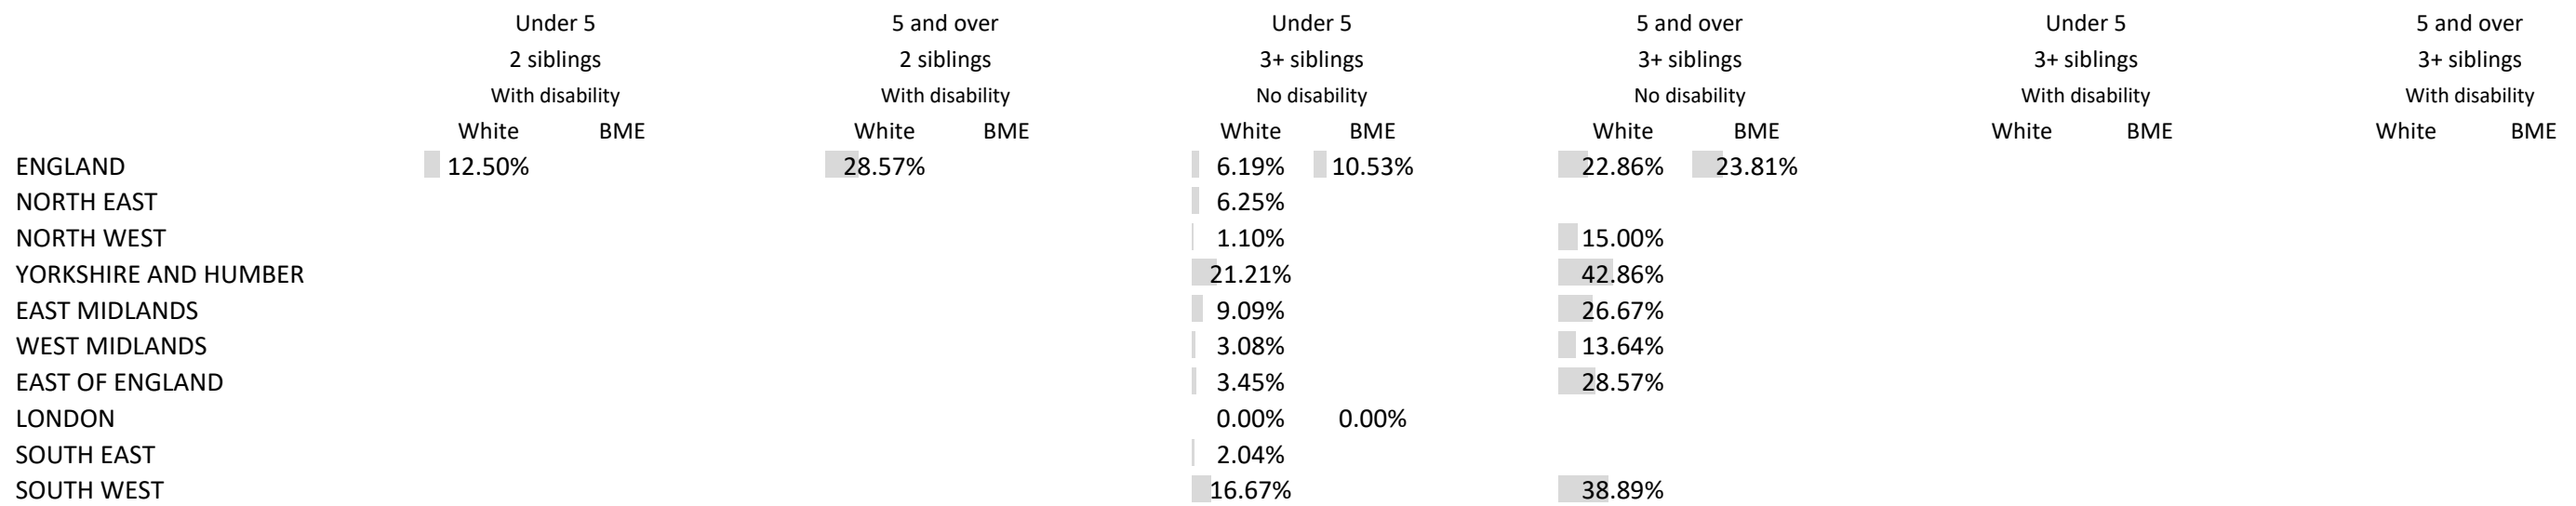 Under 5 5 and over Under 5 5 and over Under 5 5 and over
2 siblings 2 siblings 3+ siblings 3+ siblings 3+ siblings 3+ siblings
With disability With disability No disability No disability With disability With disability
White BME White BME White BME White BME White BME White BME
ENGLAND 12.50% 28.57% 6.19% 10.53% 22.86% 23.81%
NORTH EAST 6.25%
NORTH WEST 1.10% 15.00%
YORKSHIRE AND HUMBER 21.21% 42.86%
EAST MIDLANDS 9.09% 26.67%
WEST MIDLANDS 3.08% 13.64%
EAST OF ENGLAND 3.45% 28.57%
LONDON 0.00% 0.00%
SOUTH EAST 2.04%
SOUTH WEST 16.67% 38.89%